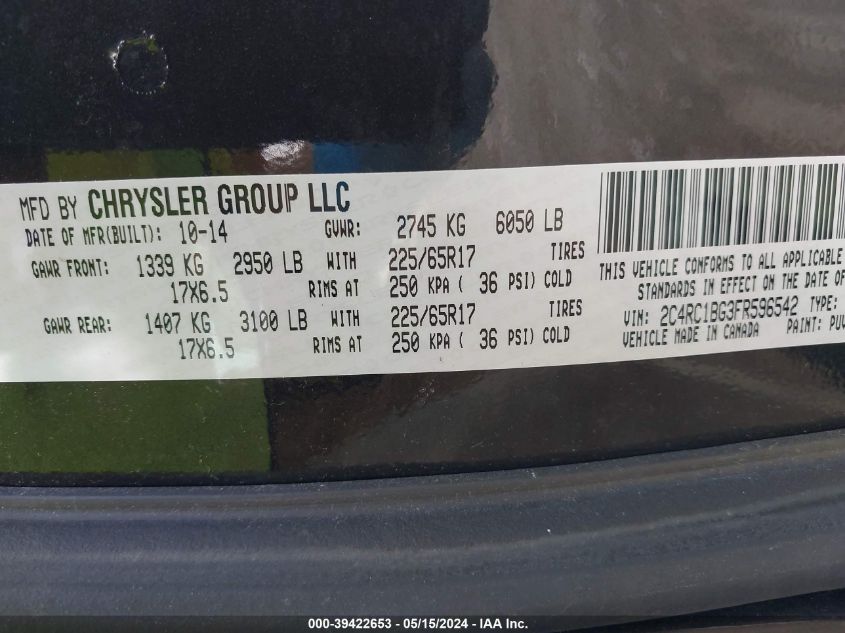 MFD BY CHRYSLER GROUP LLC
DATE OF MFR(BUILT): 10-14 GVWR: 2745 KG 6050 LB
GAWR FRONT: 1339 KG 2950 LB WITH 225/65R17 TIRES
17X6.5 RIMS AT 250 KPA ( 36 PSI) COLD
GAWR REAR: 1407 KG 3100 LB WITH 225/65R17 TIRES
17X6.5 RIMS AT 250 KPA ( 36 PSI) COLD
THIS VEHICLE CONFORMS TO ALL APPLICABLE
STANDARDS IN EFFECT ON THE DATE OF
VIN: 2C4RC1BG3FR596542 TYPE:
VEHICLE MADE IN CANADA PAINT: PUV
000-39422653 - 05/15/2024 - IAA Inc.